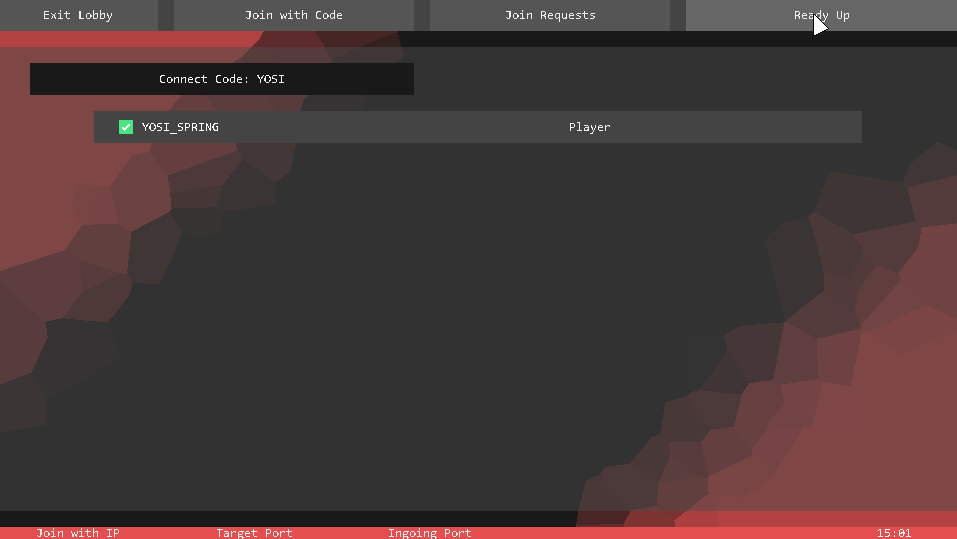 Exit Lobby
Join with Code
Join Requests
Ready Up
Connect Code: YOSI
YOSI_SPRING
Player
Join with IP
Target Port
Ingoing Port
15:01